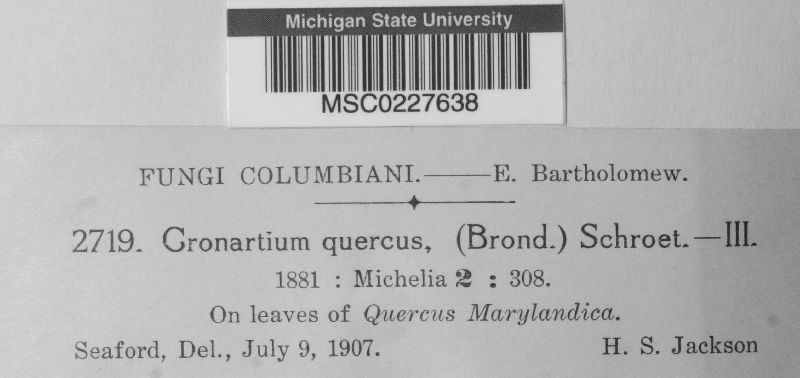 Michigan State University
MSC0227638
FUNGI COLUMBIANI.——E. Bartholomew.
2719. Cronartium quercus, (Brond.) Schroet.—III.
1881 : Michelia 2 : 308.
On leaves of Quercus Marylandica.
Seaford, Del., July 9, 1907. H. S. Jackson